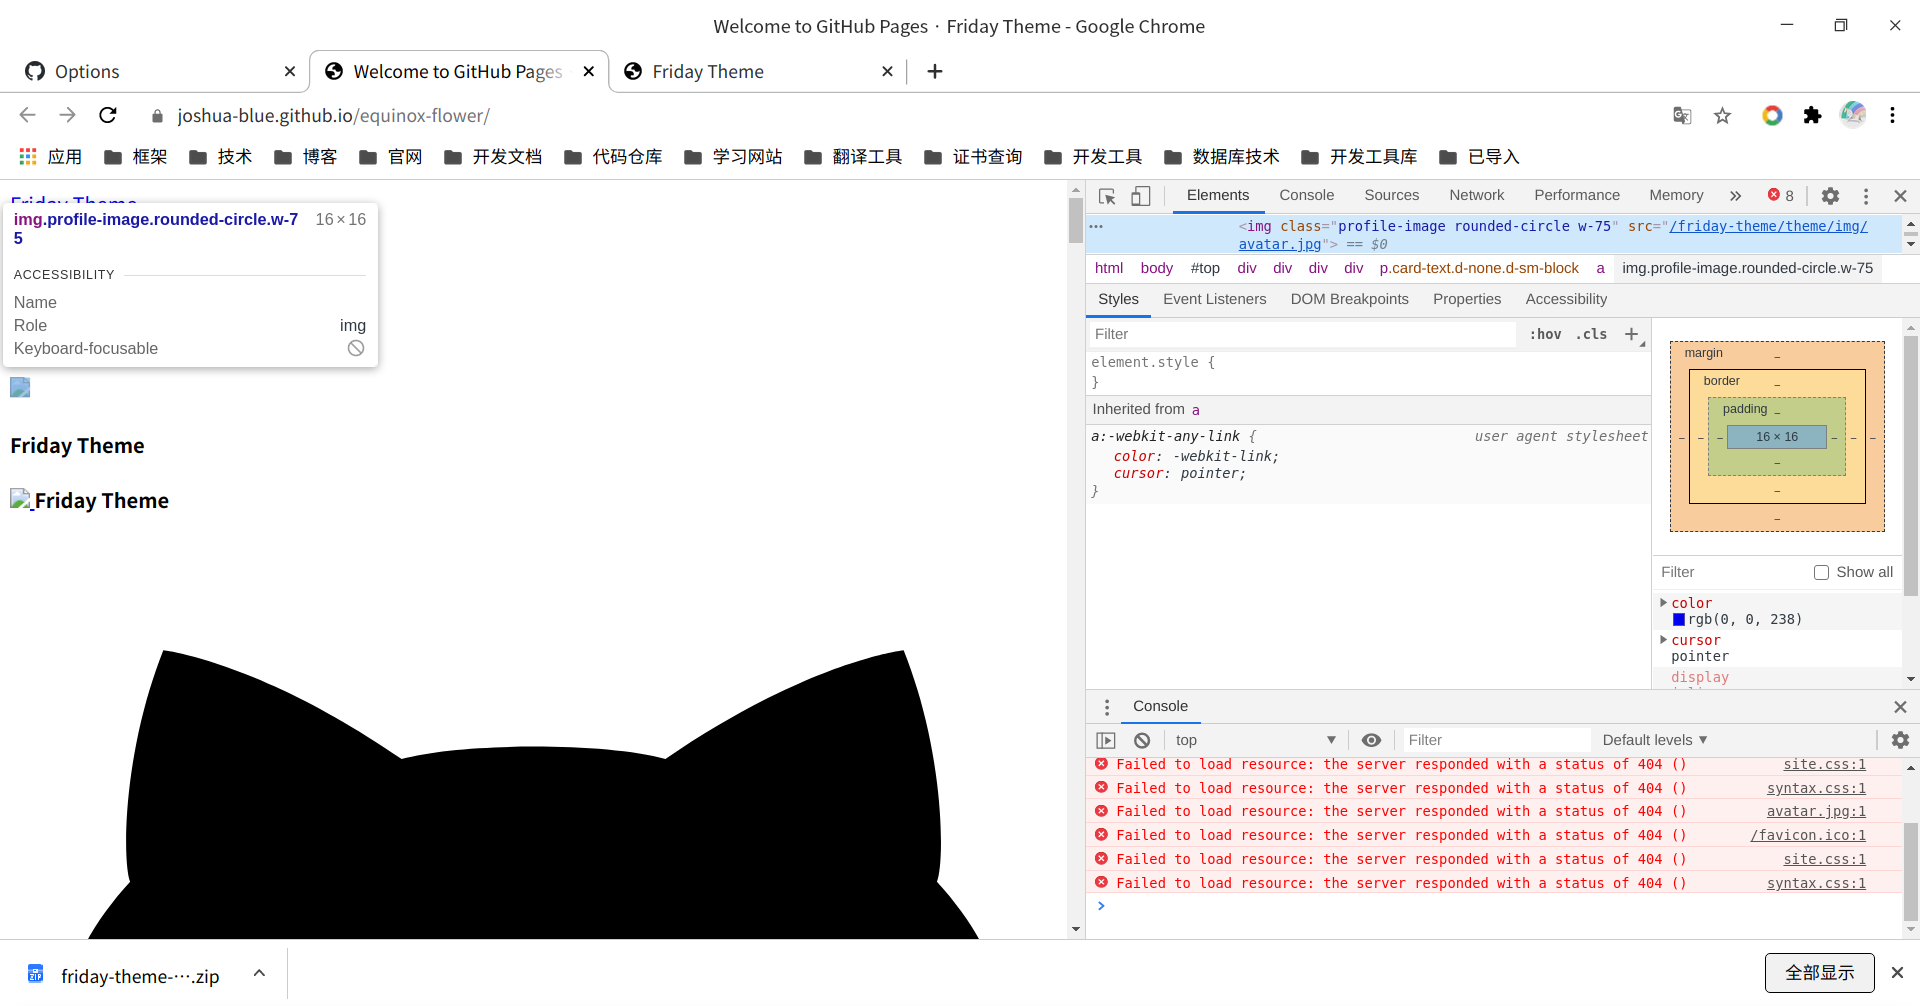 Welcome to GitHub Pages · Friday Theme - Google Chrome
Options
Welcome to GitHub Pages
Friday Theme
joshua-blue.github.io/equinox-flower/
应用 框架 技术 博客 官网 开发文档 代码仓库 学习网站 翻译工具 证书查询 开发工具 数据库技术 开发工具库 已导入
Friday Theme
img.profile-image.rounded-circle.w-7
5
16×16
ACCESSIBILITY
Name
Role img
Keyboard-focusable
Friday Theme
Friday Theme
Elements Console Sources Network Performance Memory » 8
<img class="profile-image rounded-circle w-75" src="/friday-theme/theme/img/
avatar.jpg"> == $0
html body #top div div div div p.card-text.d-none.d-sm-block a img.profile-image.rounded-circle.w-75
Styles Event Listeners DOM Breakpoints Properties Accessibility
Filter :hov .cls +
element.style {
}
Inherited from a
a:-webkit-any-link { user agent stylesheet
color: -webkit-link;
cursor: pointer;
}
margin –
border –
padding –
– – – 16 × 16 – – –
–
–
–
Filter Show all
color
rgb(0, 0, 238)
cursor
pointer
display
Console
top Filter Default levels
Failed to load resource: the server responded with a status of 404 () site.css:1
Failed to load resource: the server responded with a status of 404 () syntax.css:1
Failed to load resource: the server responded with a status of 404 () avatar.jpg:1
Failed to load resource: the server responded with a status of 404 () /favicon.ico:1
Failed to load resource: the server responded with a status of 404 () site.css:1
Failed to load resource: the server responded with a status of 404 () syntax.css:1
friday-theme-⋯.zip
ZIP
全部显示